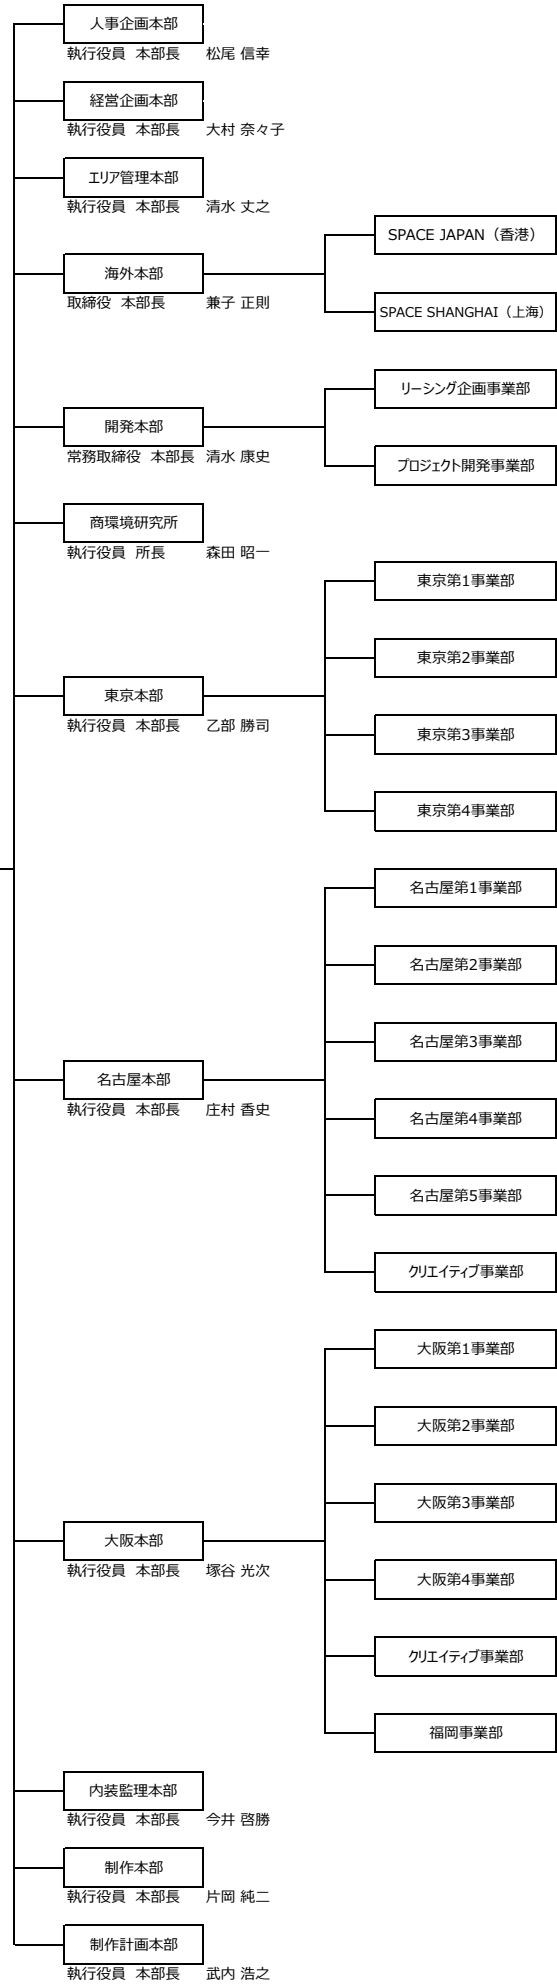 人事企画本部
執行役員 本部長 松尾 信幸
経営企画本部
執行役員 本部長 大村 奈々子
エリア管理本部
執行役員 本部長 清水 丈之
海外本部
取締役 本部長 兼子 正則
SPACE JAPAN（香港）
SPACE SHANGHAI（上海）
開発本部
常務取締役 本部長 清水 康史
リーシング企画事業部
プロジェクト開発事業部
商環境研究所
執行役員 所長 森田 昭一
東京本部
執行役員 本部長 乙部 勝司
東京第1事業部
東京第2事業部
東京第3事業部
東京第4事業部
名古屋本部
執行役員 本部長 庄村 香史
名古屋第1事業部
名古屋第2事業部
名古屋第3事業部
名古屋第4事業部
名古屋第5事業部
クリエイティブ事業部
大阪本部
執行役員 本部長 塚谷 光次
大阪第1事業部
大阪第2事業部
大阪第3事業部
大阪第4事業部
クリエイティブ事業部
福岡事業部
内装監理本部
執行役員 本部長 今井 啓勝
制作本部
執行役員 本部長 片岡 純二
制作計画本部
執行役員 本部長 武内 浩之